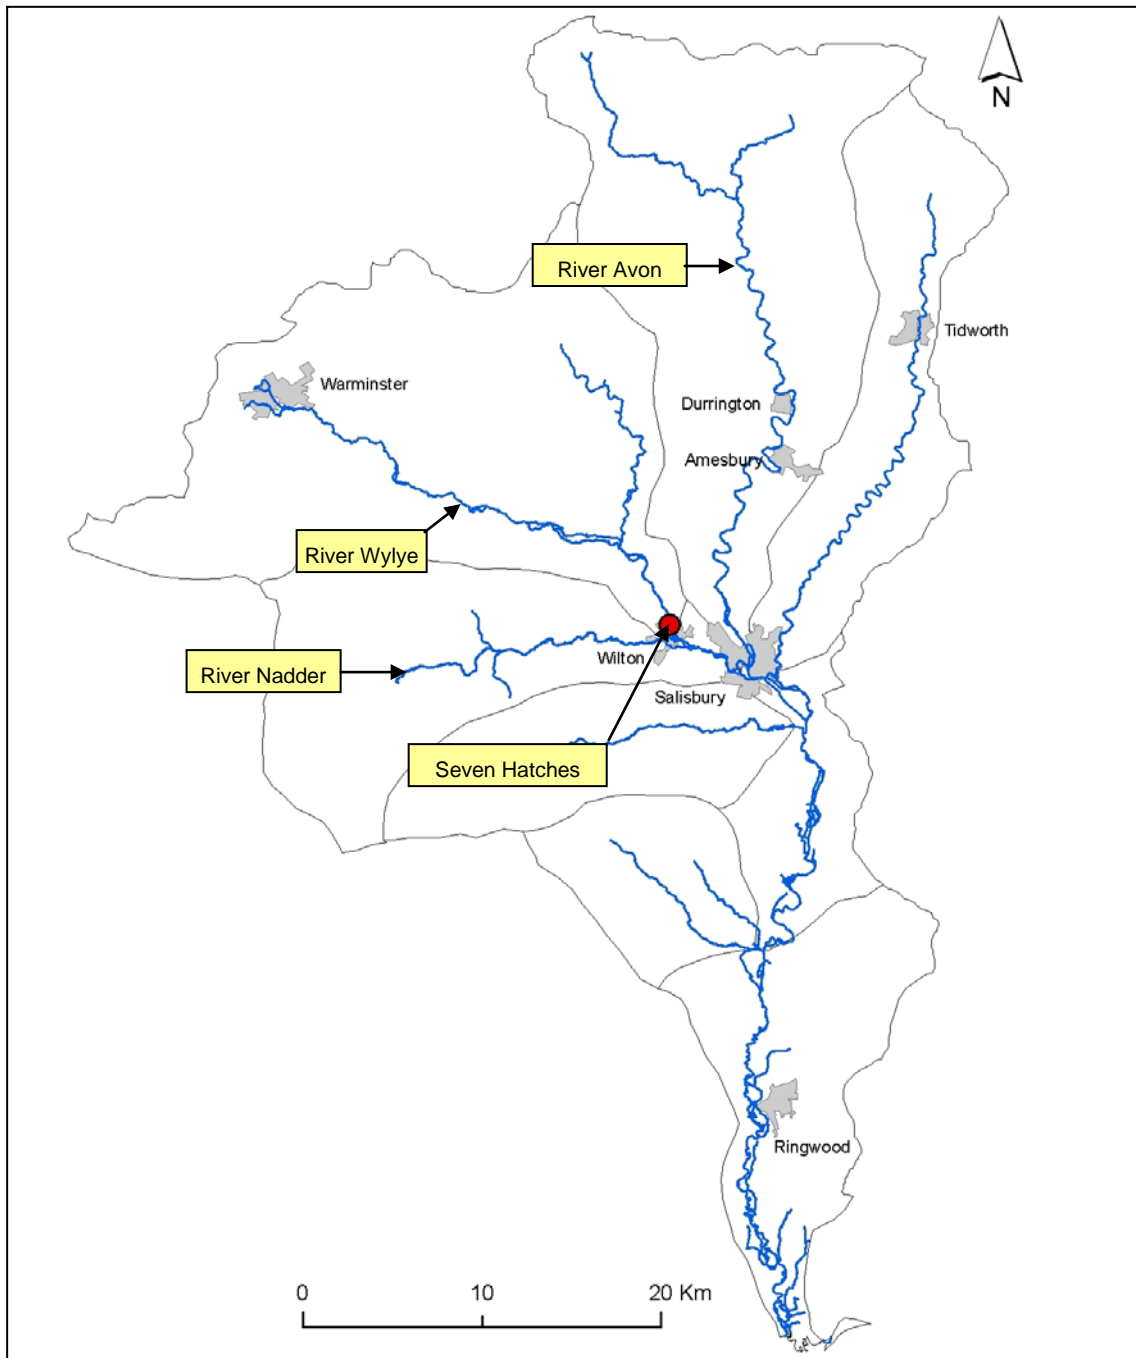 N
River Avon
Tidworth
Warminster
Durrington
Amesbury
River Wylye
Wilton
River Nadder
Salisbury
Seven Hatches
Ringwood
0 10 20 Km